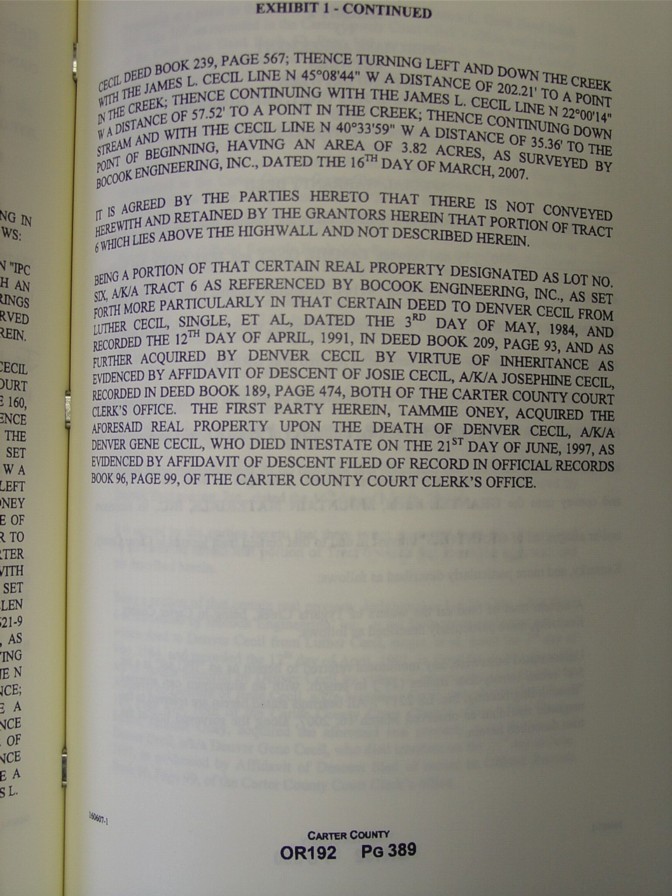 EXHIBIT 1 - CONTINUED
CECIL DEED BOOK 239, PAGE 567; THENCE TURNING LEFT AND DOWN THE CREEK
WITH THE JAMES L. CECIL LINE N 45°08'44" W A DISTANCE OF 202.21' TO A POINT
IN THE CREEK; THENCE CONTINUING WITH THE JAMES L. CECIL LINE N 22°00'14"
W A DISTANCE OF 57.52' TO A POINT IN THE CREEK; THENCE CONTINUING DOWN
STREAM AND WITH THE CECIL LINE N 40°33'59" W A DISTANCE OF 35.36' TO THE
POINT OF BEGINNING, HAVING AN AREA OF 3.82 ACRES, AS SURVEYED BY
BOCOOK ENGINEERING, INC., DATED THE 16TH DAY OF MARCH, 2007.
IT IS AGREED BY THE PARTIES HERETO THAT THERE IS NOT CONVEYED
HEREWITH AND RETAINED BY THE GRANTORS HEREIN THAT PORTION OF TRACT
6 WHICH LIES ABOVE THE HIGHWALL AND NOT DESCRIBED HEREIN.
BEING A PORTION OF THAT CERTAIN REAL PROPERTY DESIGNATED AS LOT NO.
SIX, A/K/A TRACT 6 AS REFERENCED BY BOCOOK ENGINEERING, INC., AS SET
FORTH MORE PARTICULARLY IN THAT CERTAIN DEED TO DENVER CECIL FROM
LUTHER CECIL, SINGLE, ET AL, DATED THE 3RD DAY OF MAY, 1984, AND
RECORDED THE 12TH DAY OF APRIL, 1991, IN DEED BOOK 209, PAGE 93, AND AS
FURTHER ACQUIRED BY DENVER CECIL BY VIRTUE OF INHERITANCE AS
EVIDENCED BY AFFIDAVIT OF DESCENT OF JOSIE CECIL, A/K/A JOSEPHINE CECIL,
RECORDED IN DEED BOOK 189, PAGE 474, BOTH OF THE CARTER COUNTY COURT
CLERK'S OFFICE. THE FIRST PARTY HEREIN, TAMMIE ONEY, ACQUIRED THE
AFORESAID REAL PROPERTY UPON THE DEATH OF DENVER CECIL, A/K/A
DENVER GENE CECIL, WHO DIED INTESTATE ON THE 21ST DAY OF JUNE, 1997, AS
EVIDENCED BY AFFIDAVIT OF DESCENT FILED OF RECORD IN OFFICIAL RECORDS
BOOK 96, PAGE 99, OF THE CARTER COUNTY COURT CLERK'S OFFICE.
160607-1
CARTER COUNTY
OR192 PG 389